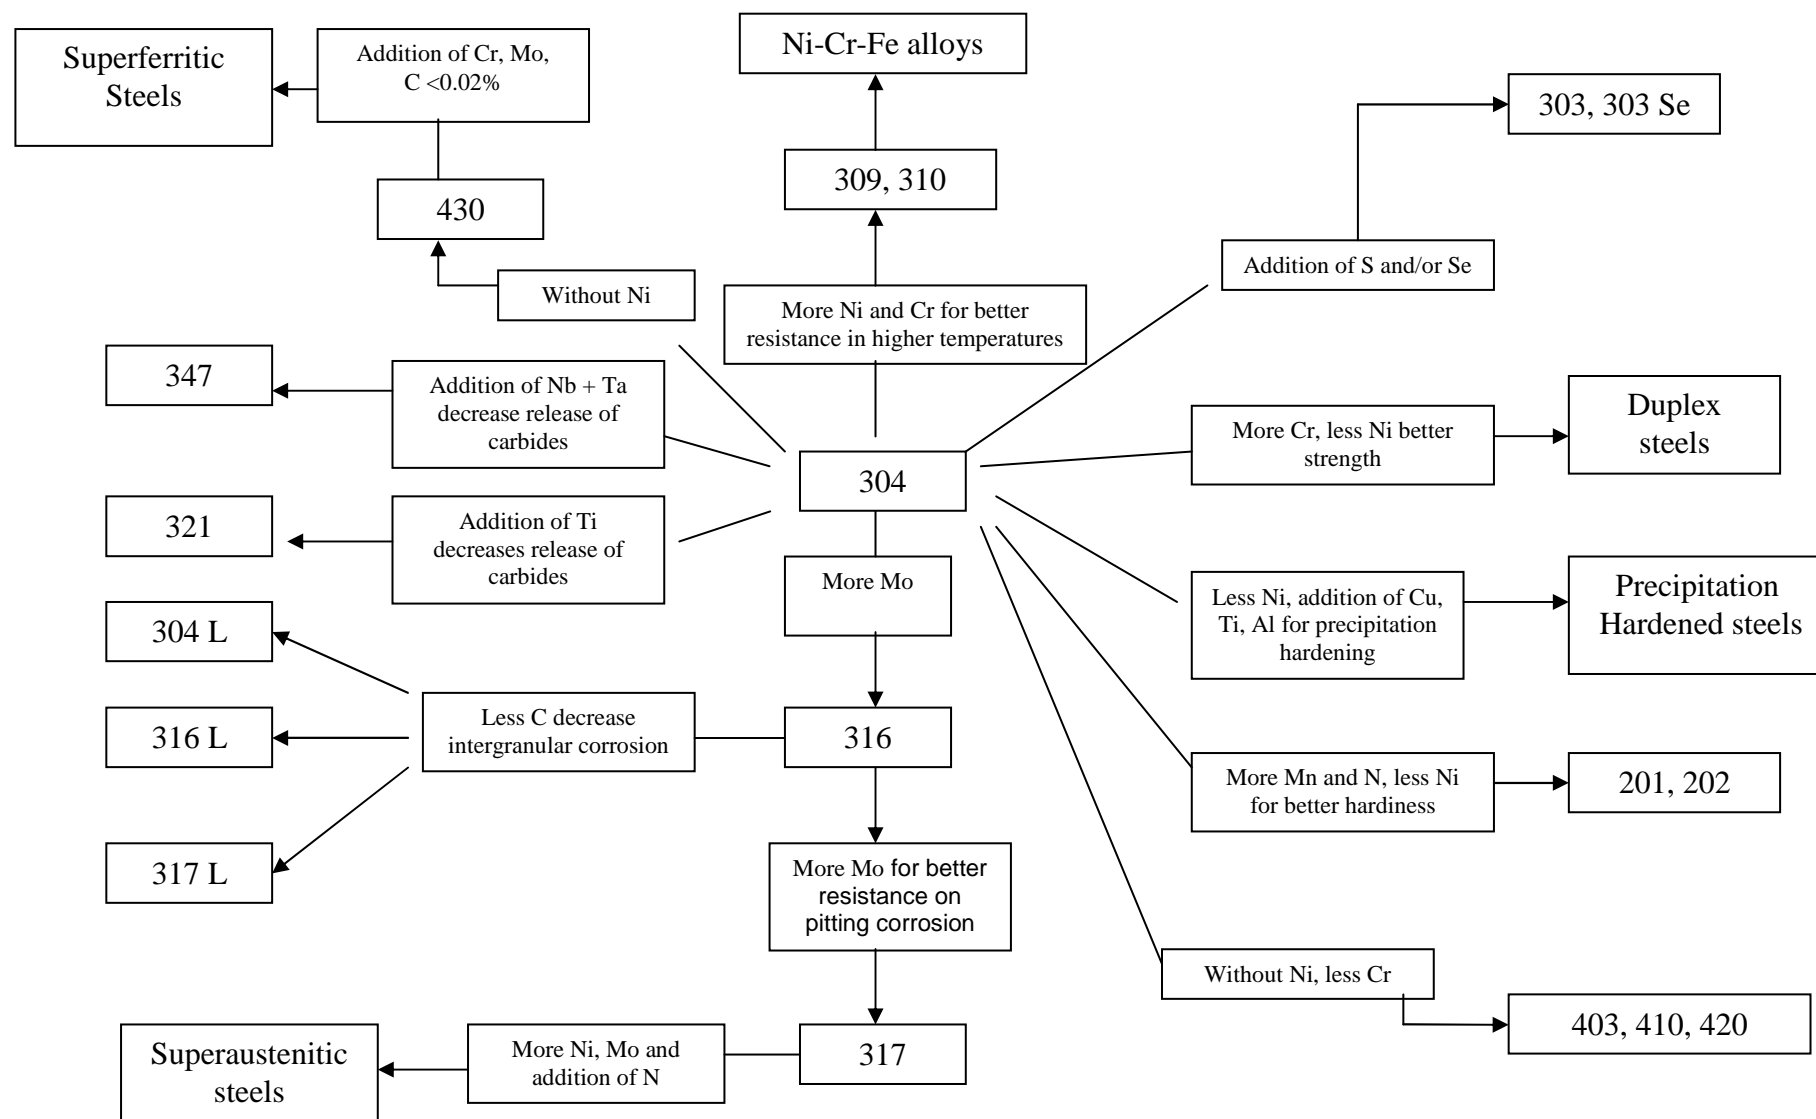 Superferritic
Steels
Addition of Cr, Mo,
C <0.02%
Ni-Cr-Fe alloys
303, 303 Se
309, 310
430
Addition of S and/or Se
Without Ni
More Ni and Cr for better
resistance in higher temperatures
347
Addition of Nb + Ta
decrease release of
carbides
More Cr, less Ni better
strength
Duplex
steels
304
321
Addition of Ti
decreases release of
carbides
More Mo
Less Ni, addition of Cu,
Ti, Al for precipitation
hardening
Precipitation
Hardened steels
304 L
316 L
317 L
Less C decrease
intergranular corrosion
316
More Mn and N, less Ni
for better hardiness
201, 202
More Mo for better
resistance on
pitting corrosion
Without Ni, less Cr
403, 410, 420
Superaustenitic
steels
More Ni, Mo and
addition of N
317